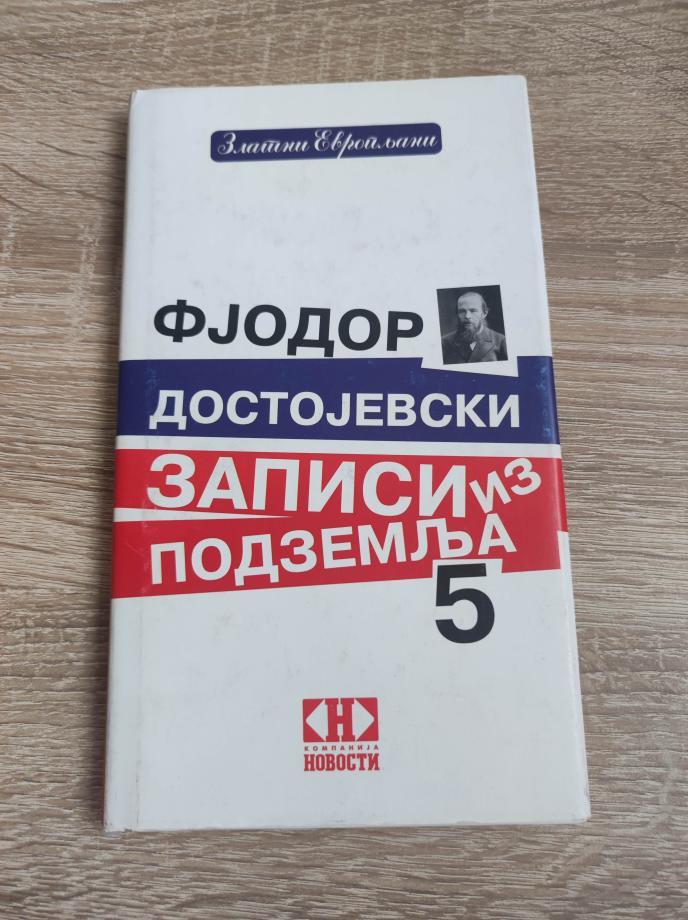 Златни Европљани
ФЈОДОР
ДОСТОЈЕВСКИ
ЗАПИСИ ИЗ
ПОДЗЕМЉА
5
Н
КОМПАНИЈА
НОВОСТИ